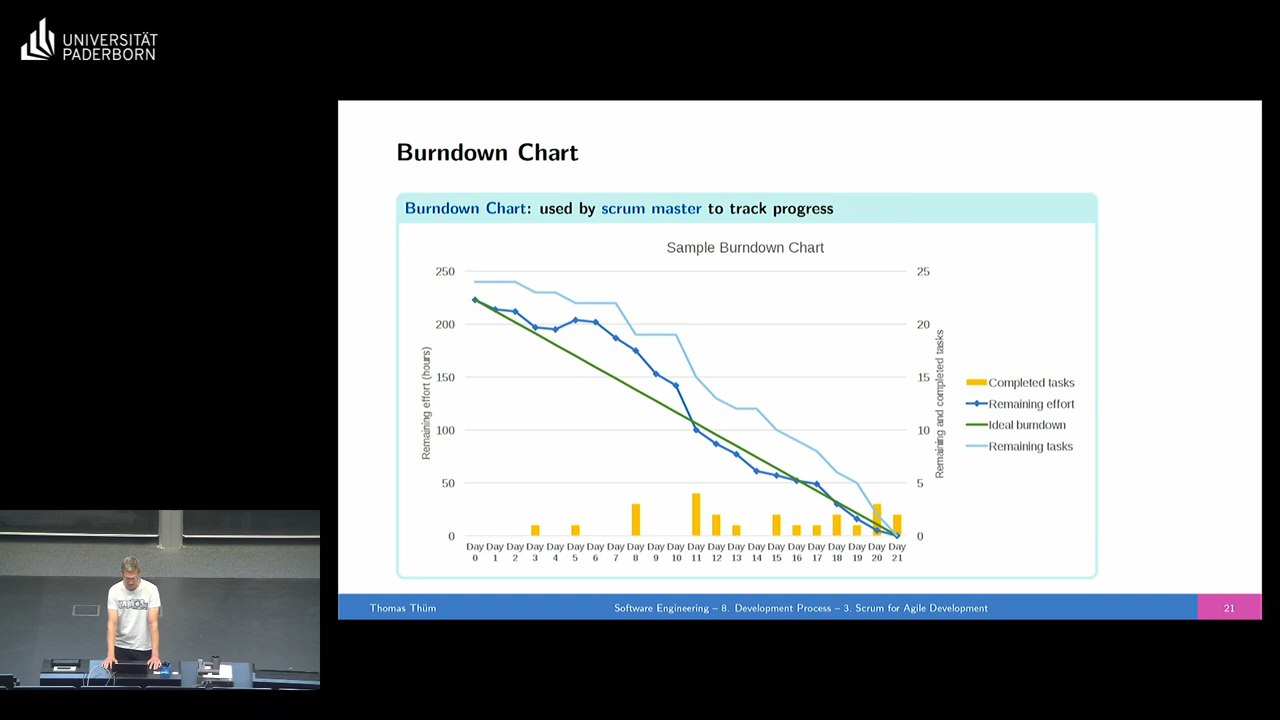 UNIVERSITÄT
PADERBORN
Burndown Chart
Burndown Chart: used by scrum master to track progress
Sample Burndown Chart
250
200
150
100
50
0
Remaining effort (hours)
25
20
15
10
5
0
Remaining and completed tasks
Day Day Day Day Day Day Day Day Day Day Day Day Day Day Day Day Day Day Day Day Day Day
0 1 2 3 4 5 6 7 8 9 10 11 12 13 14 15 16 17 18 19 20 21
Completed tasks
Remaining effort
Ideal burndown
Remaining tasks
Thomas Thüm
Software Engineering – 8. Development Process – 3. Scrum for Agile Development
21